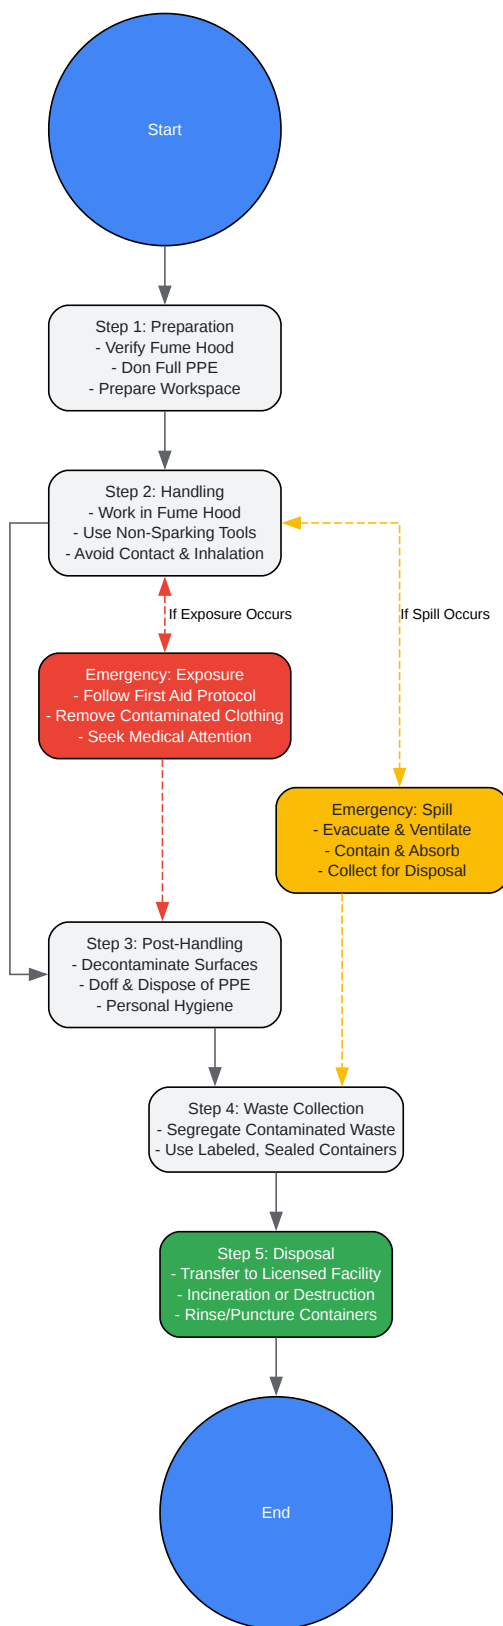 Start
Step 1: Preparation
- Verify Fume Hood
- Don Full PPE
- Prepare Workspace
Step 2: Handling
- Work in Fume Hood
- Use Non-Sparking Tools
- Avoid Contact & Inhalation
If Exposure Occurs
If Spill Occurs
Emergency: Exposure
- Follow First Aid Protocol
- Remove Contaminated Clothing
- Seek Medical Attention
Emergency: Spill
- Evacuate & Ventilate
- Contain & Absorb
- Collect for Disposal
Step 3: Post-Handling
- Decontaminate Surfaces
- Doff & Dispose of PPE
- Personal Hygiene
Step 4: Waste Collection
- Segregate Contaminated Waste
- Use Labeled, Sealed Containers
Step 5: Disposal
- Transfer to Licensed Facility
- Incineration or Destruction
- Rinse/Puncture Containers
End